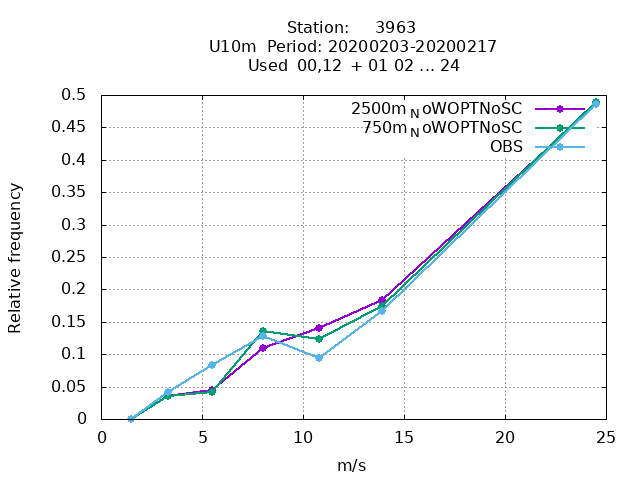 Station: 3963
U10m Period: 20200203-20200217
Used 00,12 + 01 02 ... 24
0.5
0.45
0.4
0.35
0.3
0.25
0.2
0.15
0.1
0.05
0
Relative frequency
2500mNoWOPTNoSC
750mNoWOPTNoSC
OBS
0 5 10 15 20 25
m/s